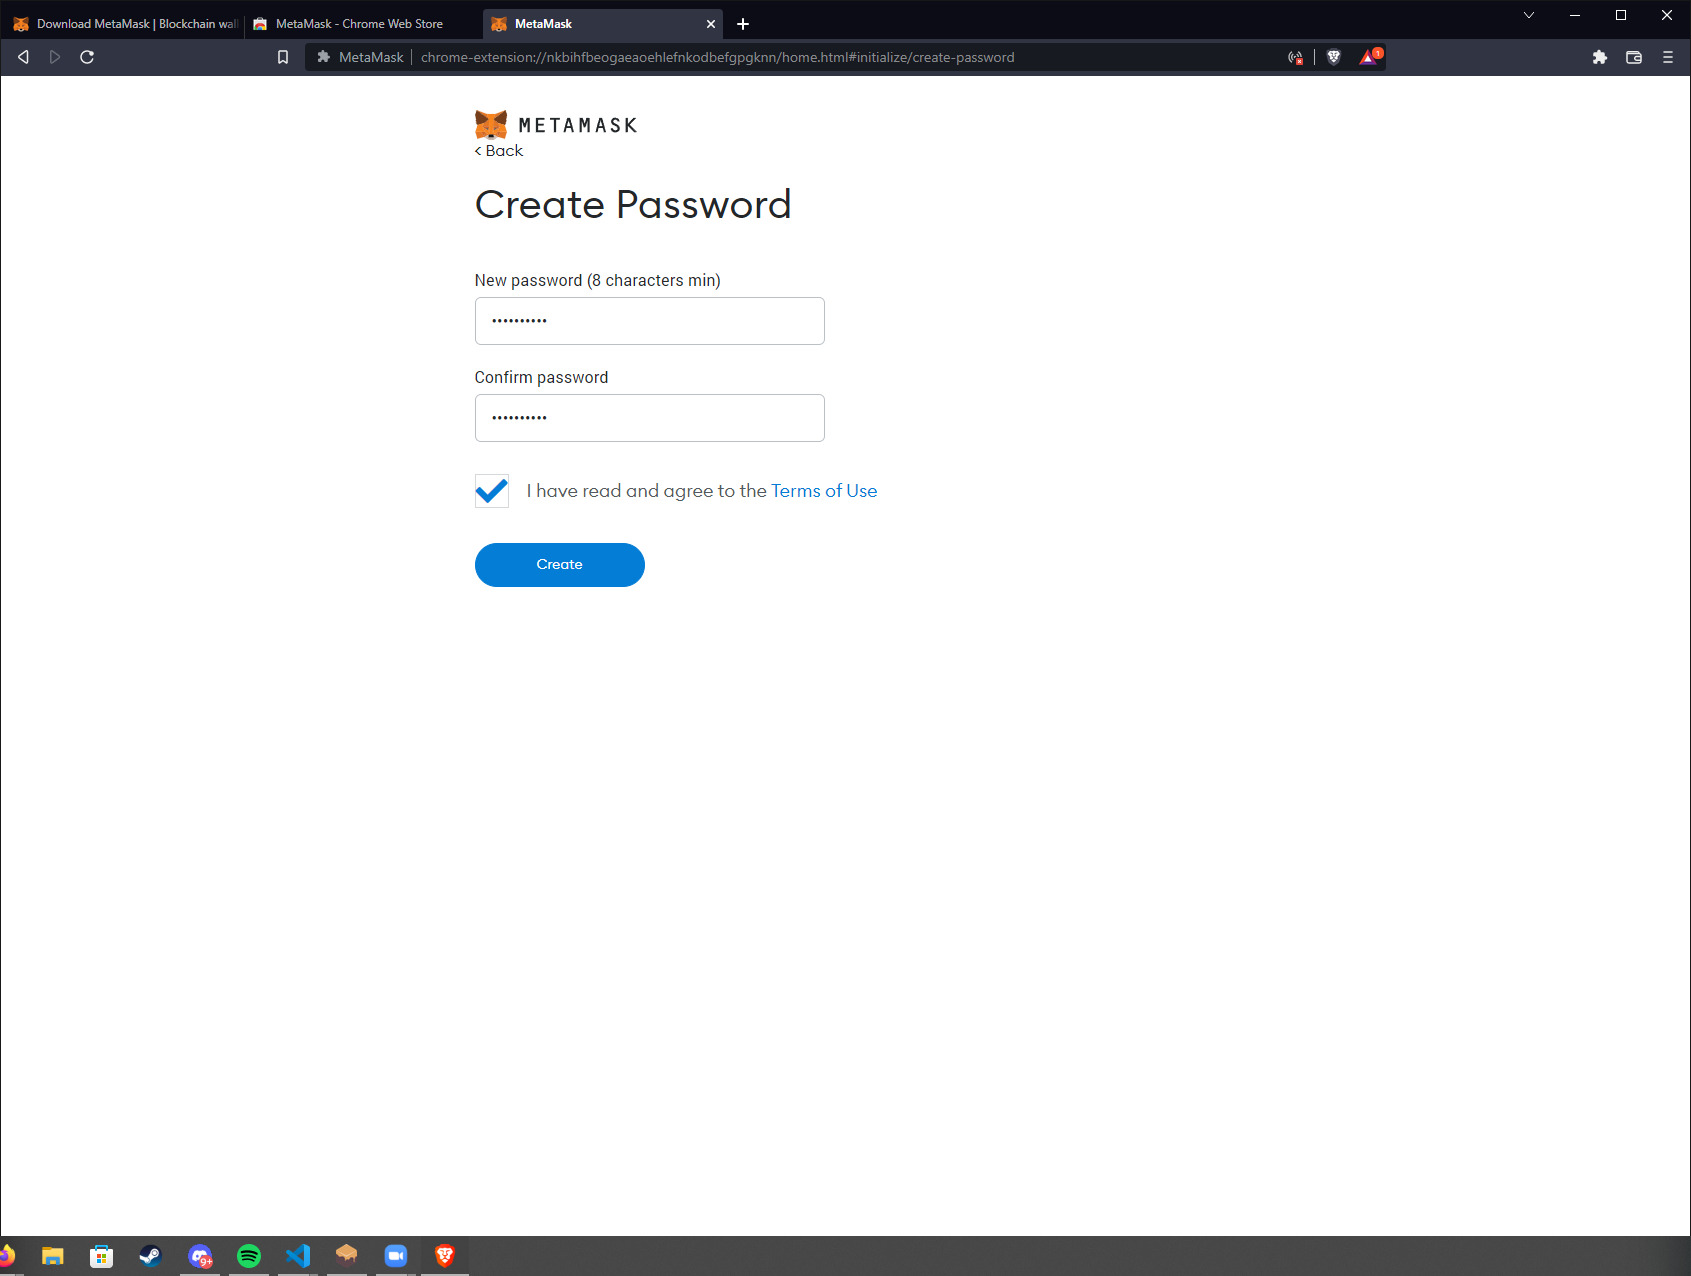 Download MetaMask | Blockchain wal
MetaMask - Chrome Web Store
MetaMask
MetaMask
chrome-extension://nkbihfbeogaeaoehlefnkodbefgpgknn/home.html#initialize/create-password
1
METAMASK
< Back
Create Password
New password (8 characters min)
Confirm password
I have read and agree to the Terms of Use
Create
9+